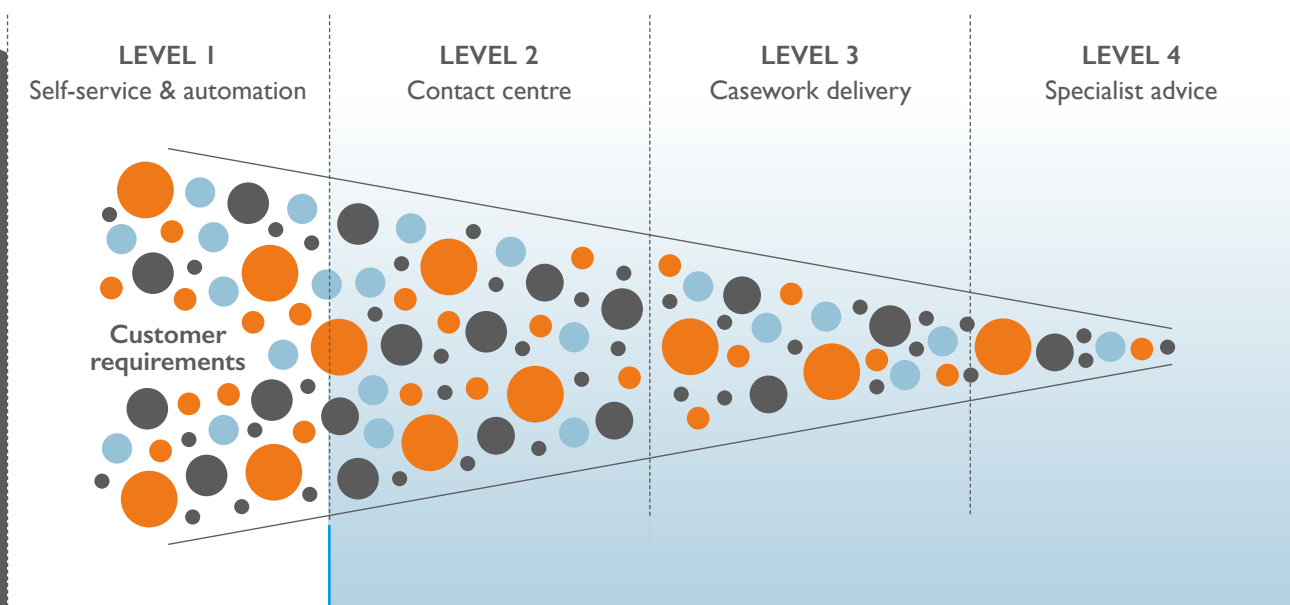 LEVEL 1
Self-service & automation
LEVEL 2
Contact centre
LEVEL 3
Casework delivery
LEVEL 4
Specialist advice
Customer
requirements